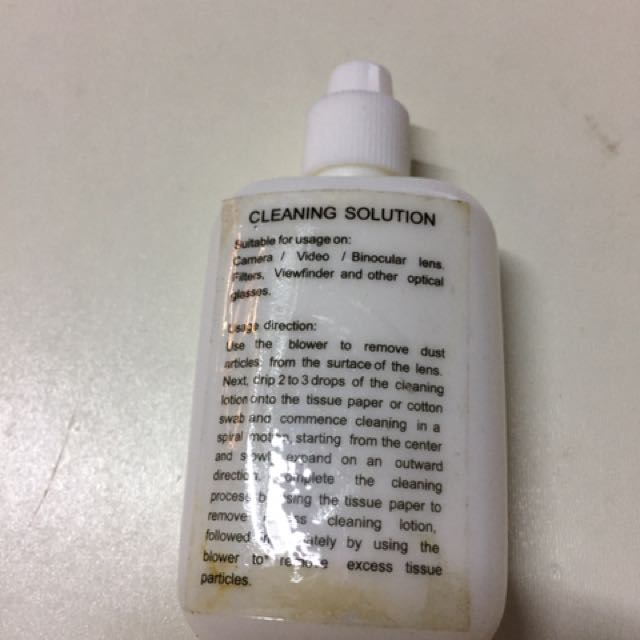 CLEANING SOLUTION
Suitable for usage on:
Camera / Video / Binocular lens,
Filters, Viewfinder and other optical
glasses.
Usage direction:
Use the blower to remove dust
articles from the surface of the lens.
Next, drip 2 to 3 drops of the cleaning
lotion onto the tissue paper or cotton
swab and commence cleaning in a
spiral motion, starting from the center
and expand on an outward
direction, complete the cleaning
process by using the tissue paper to
remove cleaning lotion,
followed by using the
blower to remove excess tissue
particles.